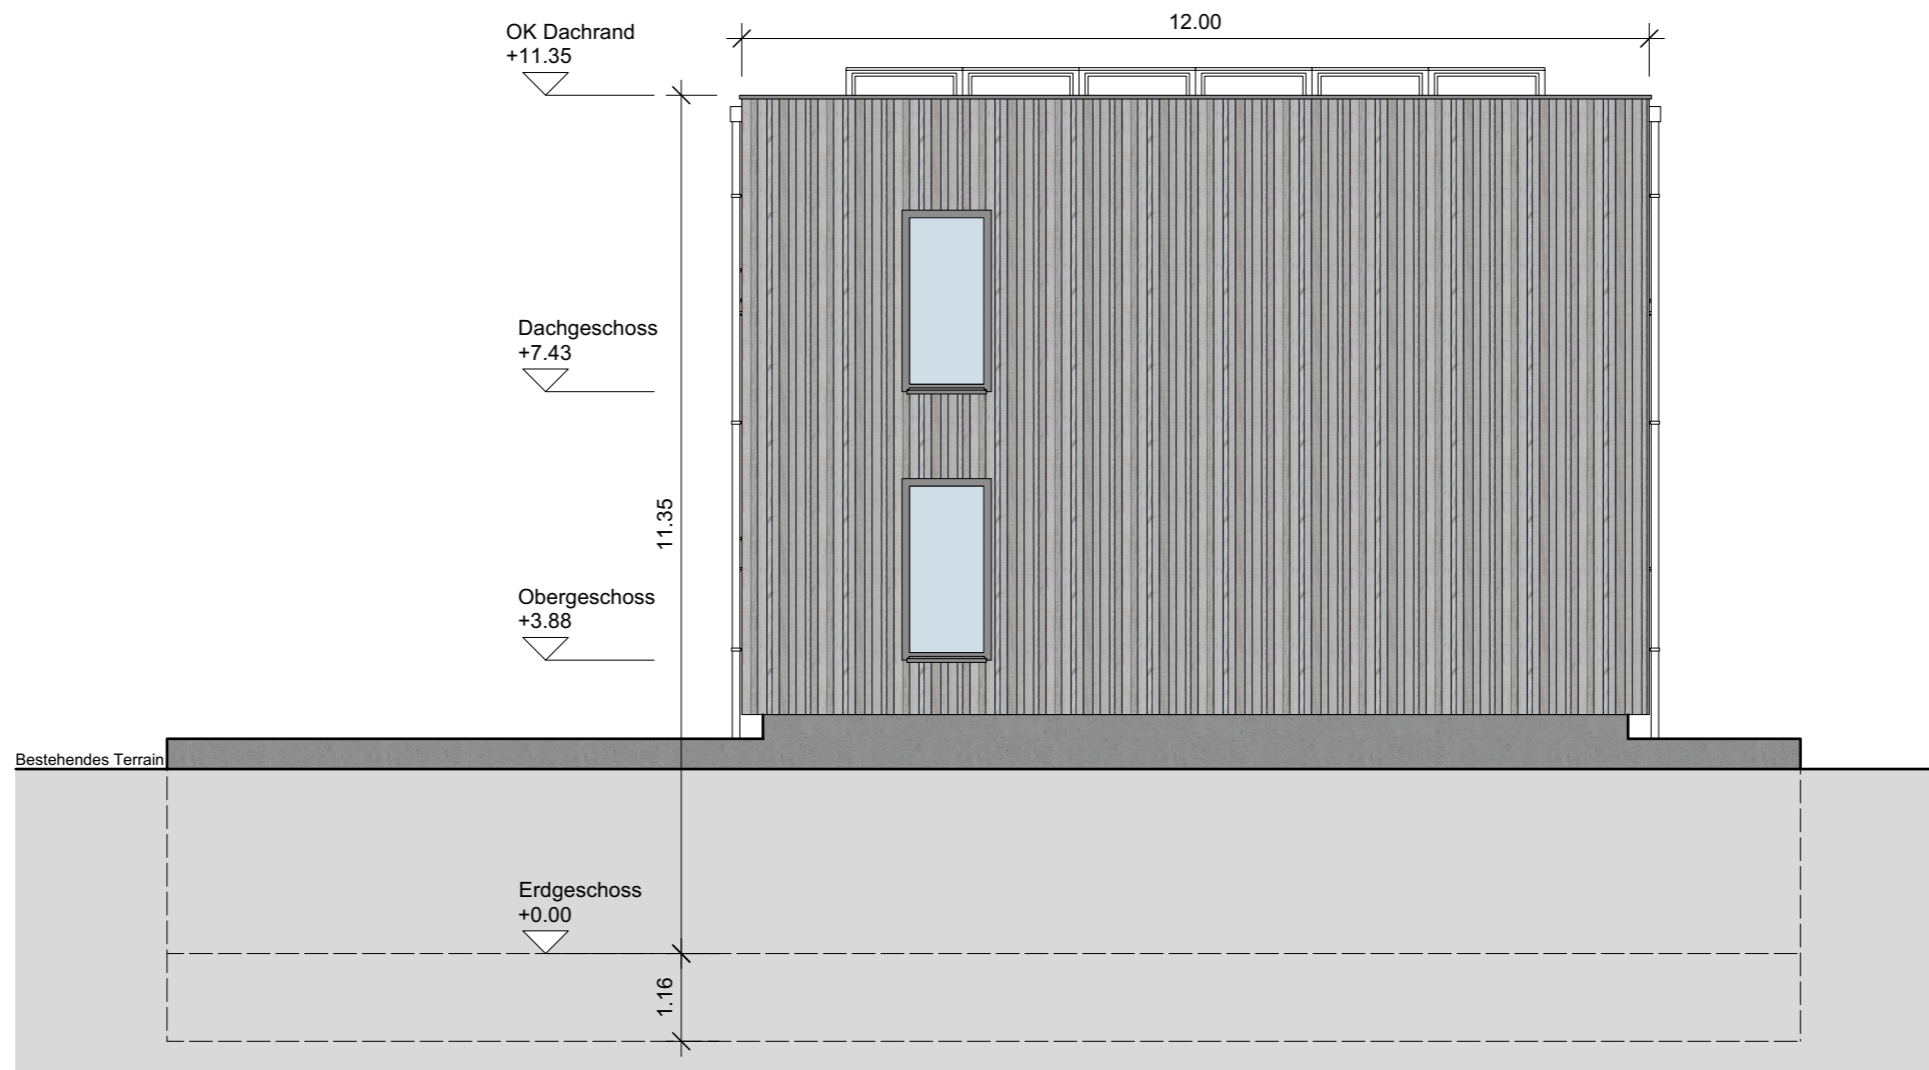 12.00
OK Dachrand
+11.35
Dachgeschoss
+7.43
11.35
Obergeschoss
+3.88
Bestehendes Terrain
Erdgeschoss
+0.00
1.16